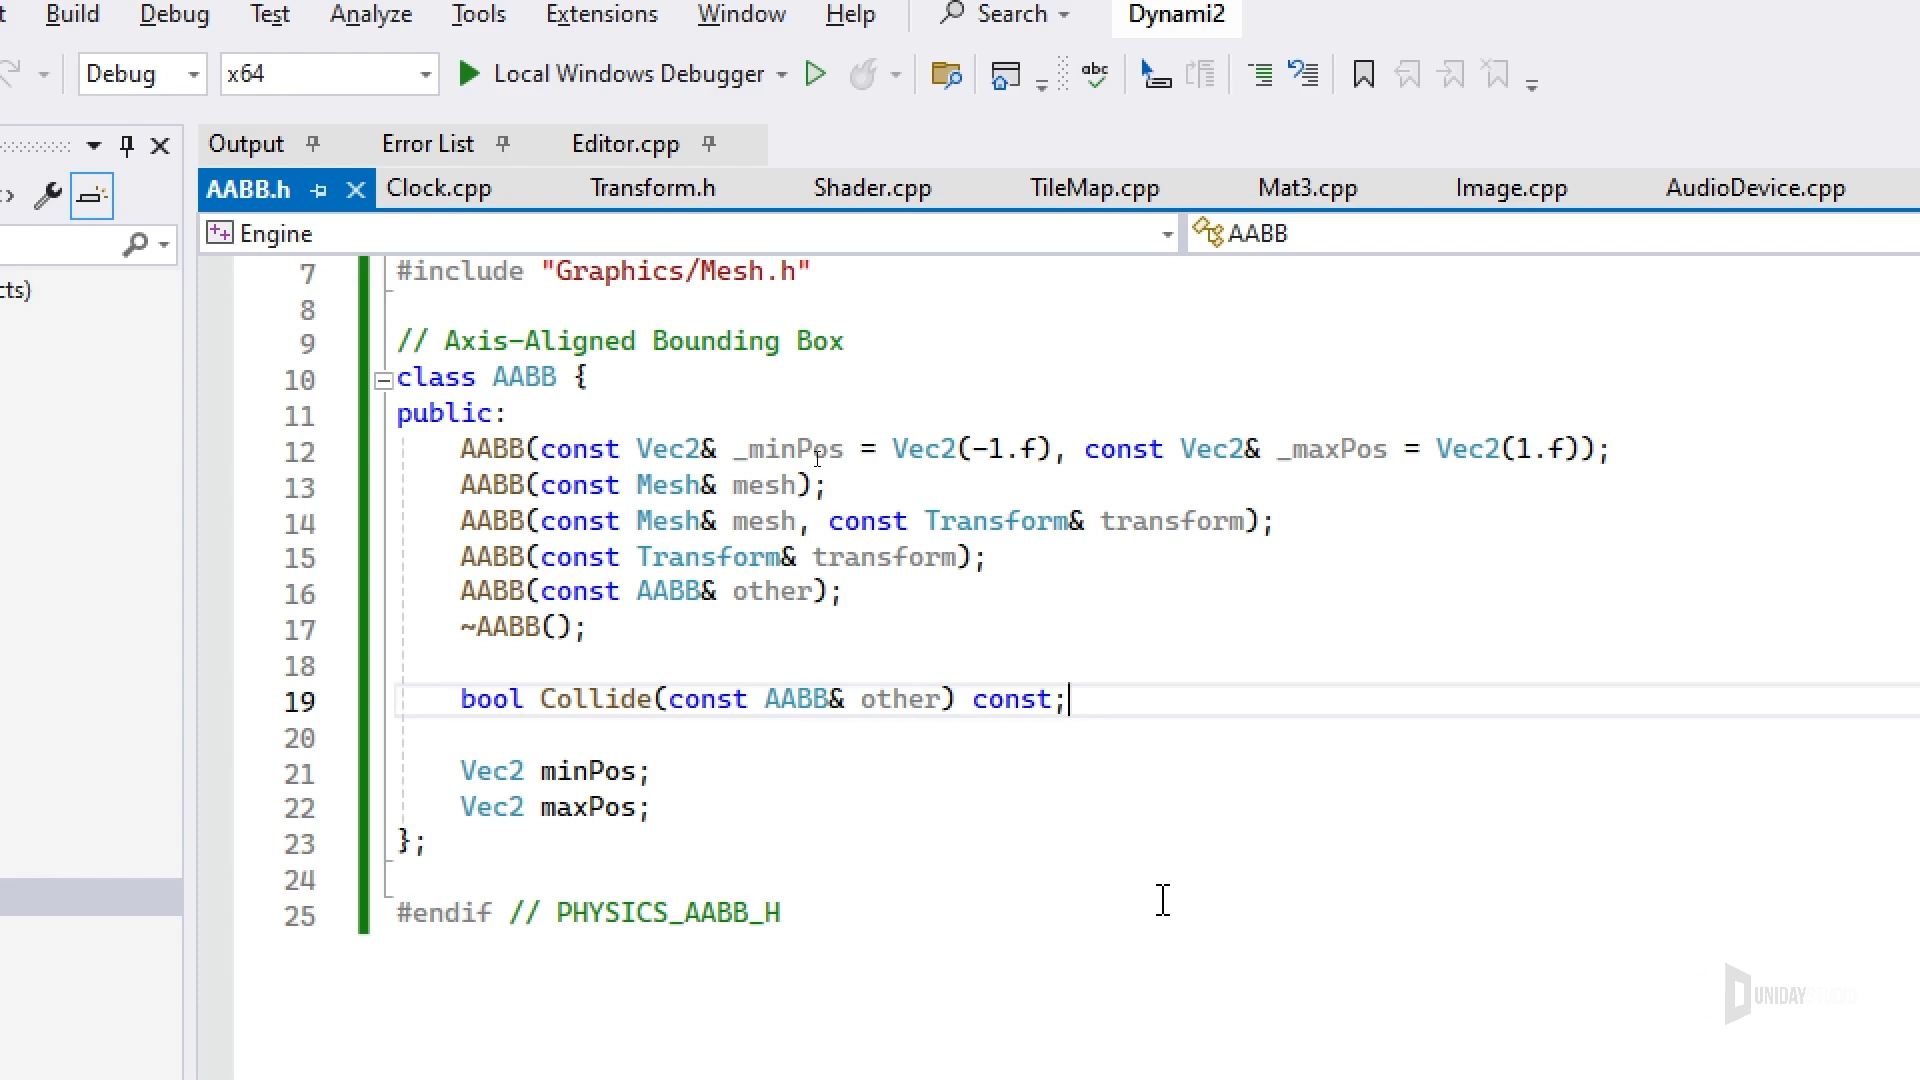 Build Debug Test Analyze Tools Extensions Window Help Search Dynami2
Debug x64 Local Windows Debugger abc
Output Error List Editor.cpp
AABB.h Clock.cpp Transform.h Shader.cpp TileMap.cpp Mat3.cpp Image.cpp AudioDevice.cpp
Engine AABB
cts)
7 #include "Graphics/Mesh.h"
8
9 // Axis-Aligned Bounding Box
10 class AABB {
11 public:
12 AABB(const Vec2& _minPos = Vec2(-1.f), const Vec2& _maxPos = Vec2(1.f));
13 AABB(const Mesh& mesh);
14 AABB(const Mesh& mesh, const Transform& transform);
15 AABB(const Transform& transform);
16 AABB(const AABB& other);
17 ~AABB();
18
19 bool Collide(const AABB& other) const;
20
21 Vec2 minPos;
22 Vec2 maxPos;
23 };
24
25 #endif // PHYSICS_AABB_H
UNIDAY